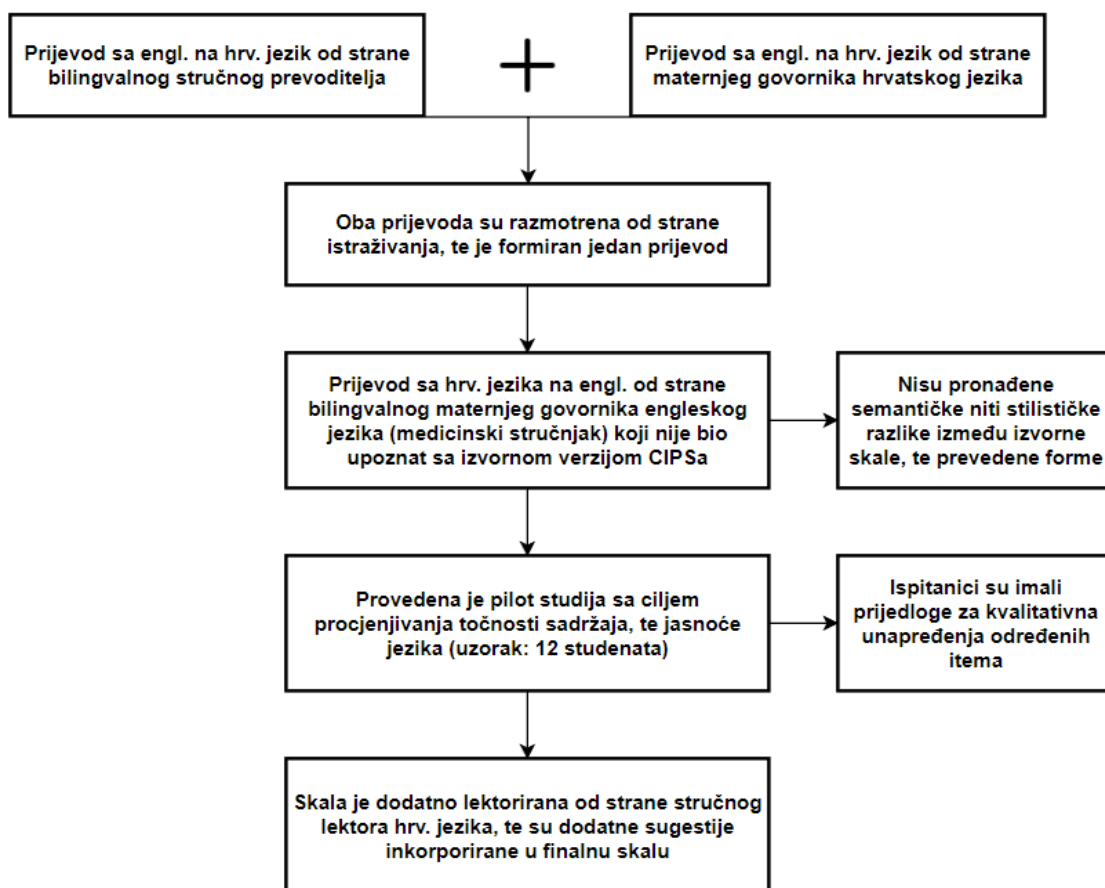 Prijevod sa engl. na hrv. jezik od strane
bilingvalnog stručnog prevoditelja
Prijevod sa engl. na hrv. jezik od strane
maternjeg govornika hrvatskog jezika
Oba prijevoda su razmotrena od strane
istraživanja, te je formiran jedan prijevod
Prijevod sa hrv. jezika na engl. od strane
bilingvalnog maternjeg govornika engleskog
jezika (medicinski stručnjak) koji nije bio
upoznat sa izvornom verzijom CIPSa
Nisu pronađene
semantičke niti stilističke
razlike između izvorne
skale, te prevedene forme
Provedena je pilot studija sa ciljem
procjenjivanja točnosti sadržaja, te jasnoće
jezika (uzorak: 12 studenata)
Ispitanici su imali
prijedloge za kvalitativna
unapređenja određenih
itema
Skala je dodatno lektorirana od strane stručnog
lektora hrv. jezika, te su dodatne sugestije
inkorporirane u finalnu skalu